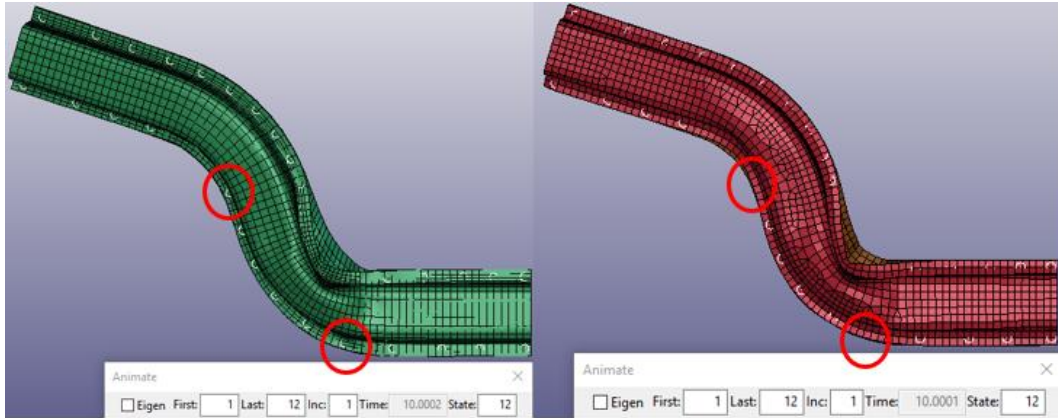 Animate
Eigen First: 1 Last: 12 Inc: 1 Time: 10.0002 State: 12
Animate
Eigen First: 1 Last: 12 Inc: 1 Time: 10.0001 State: 12